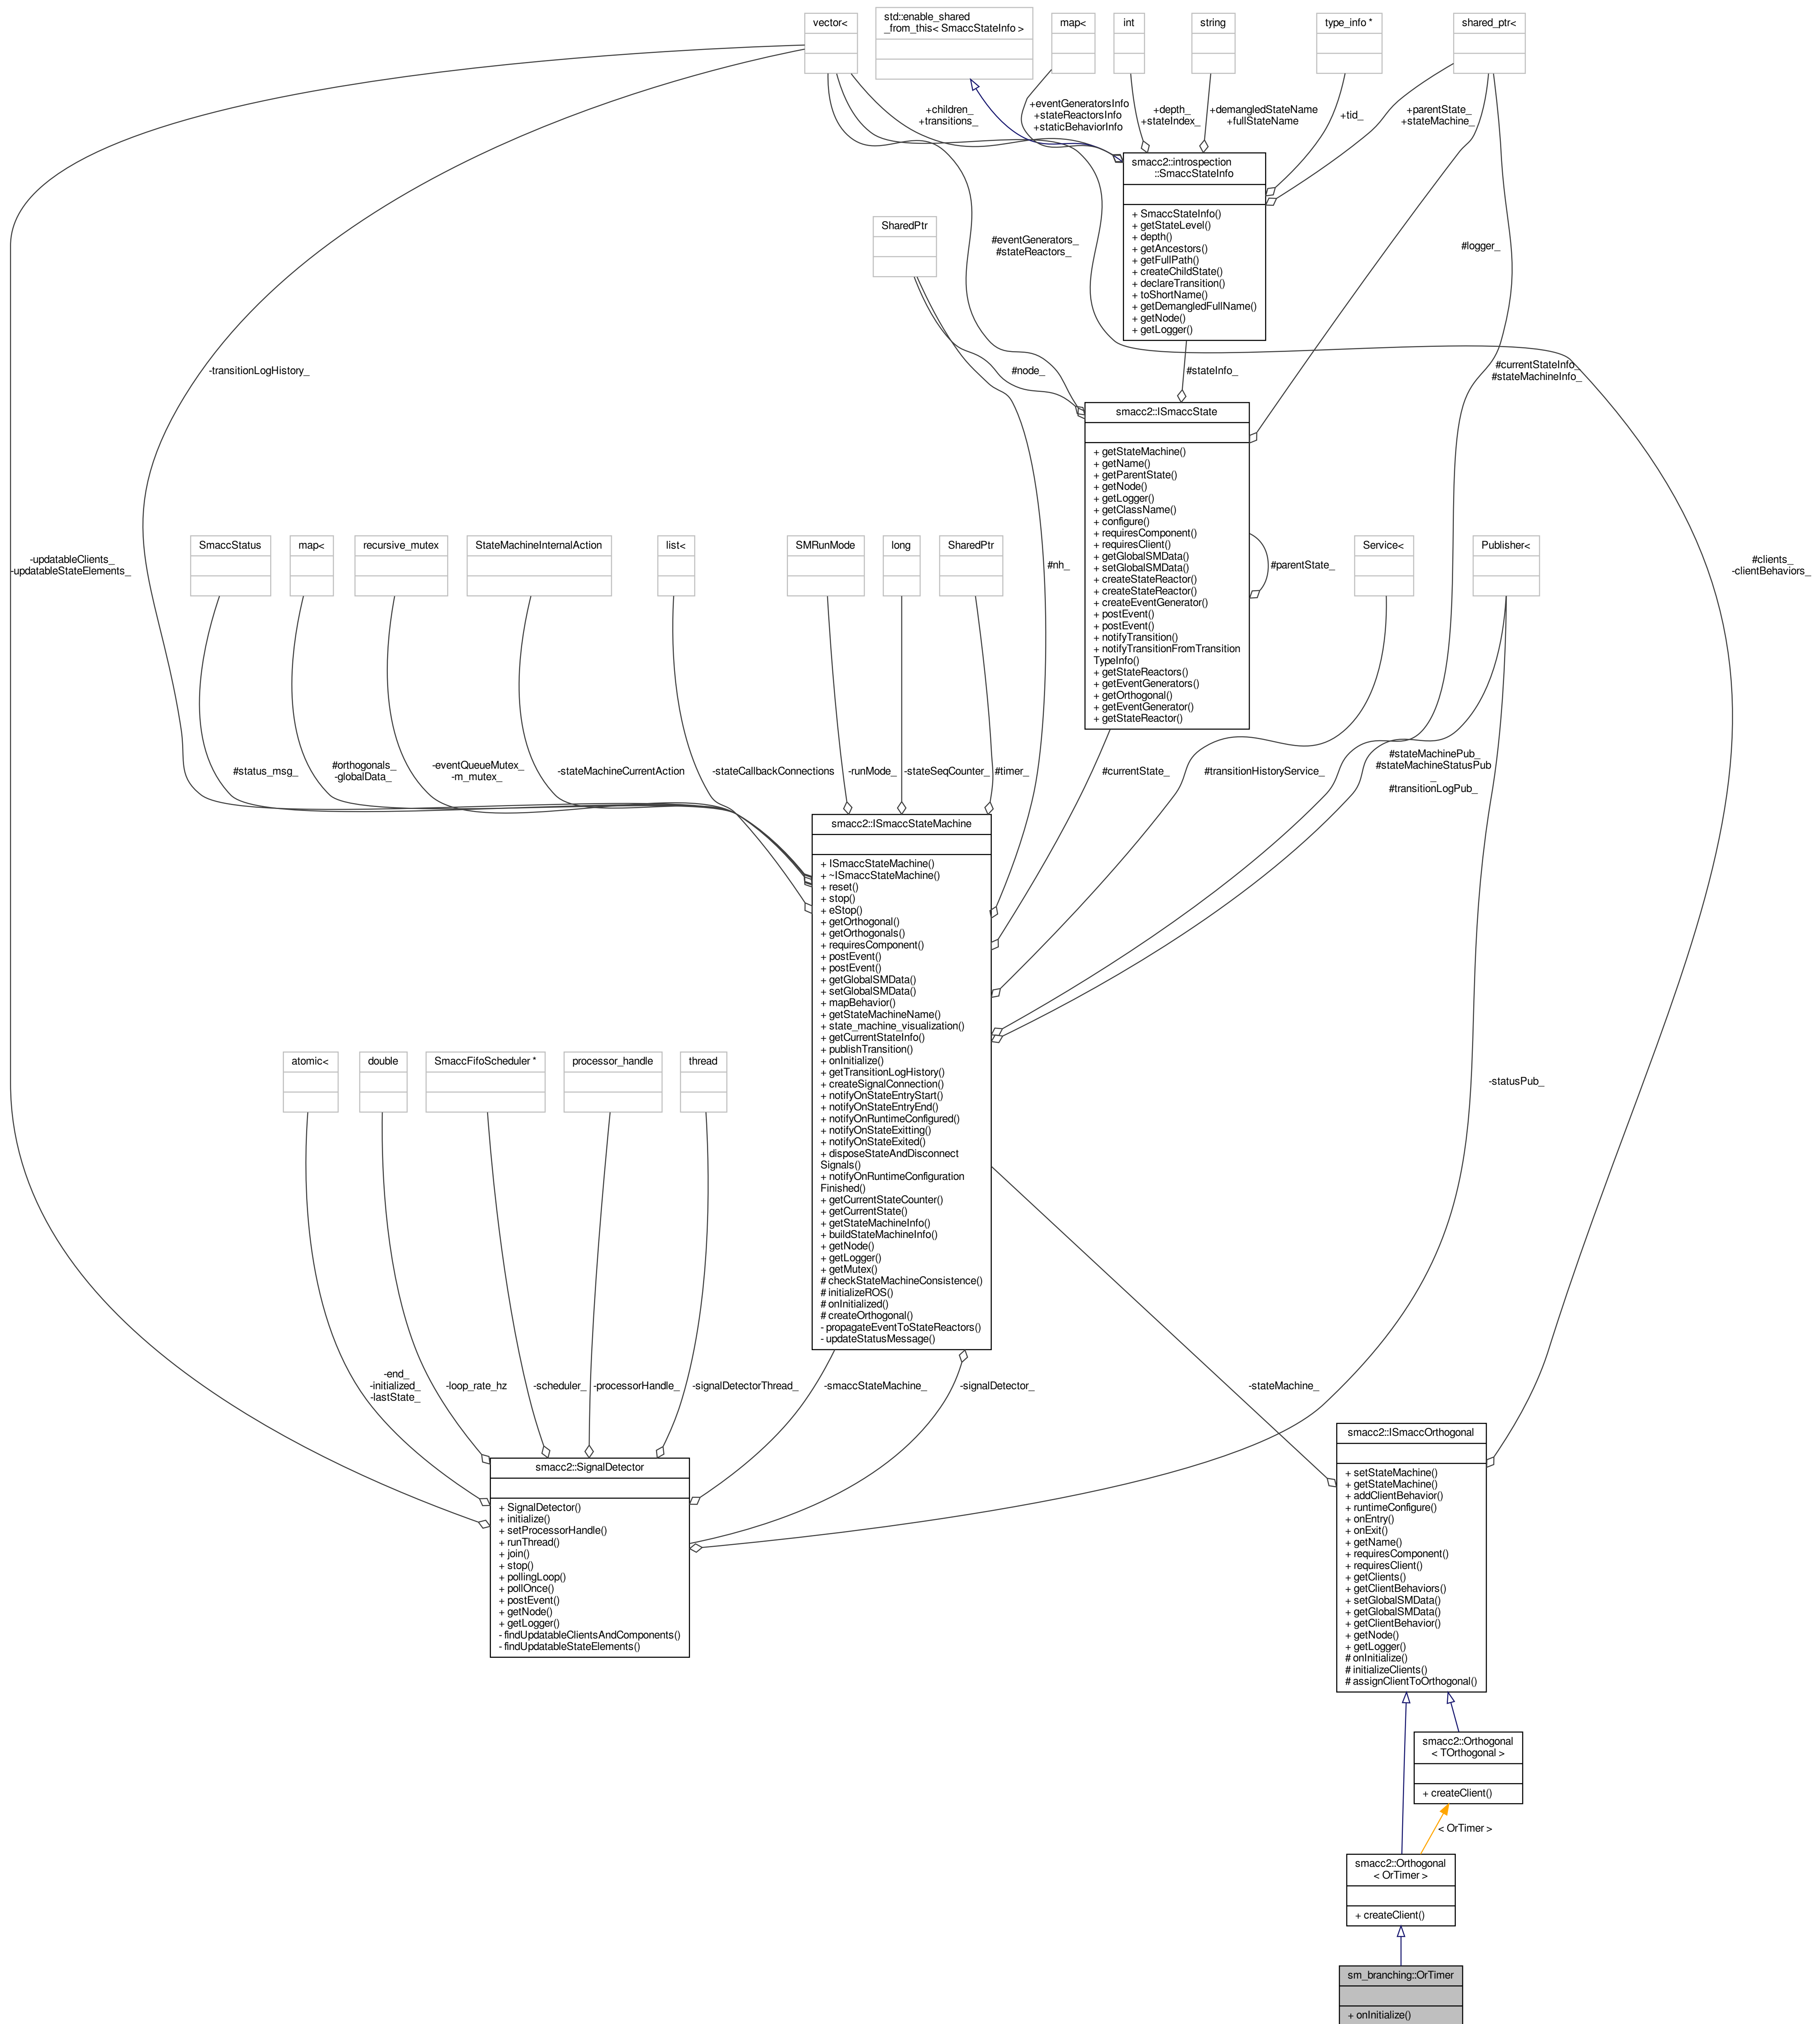 vector<
std::enable_shared
_from_this< SmaccStateInfo >
map<
int
string
type_info *
shared_ptr<
+children_
+transitions_
+eventGeneratorsInfo
+stateReactorsInfo
+staticBehaviorInfo
+depth_
+stateIndex_
+demangledStateName
+fullStateName
+tid_
+parentState_
+stateMachine_
smacc2::introspection
::SmaccStateInfo
+ SmaccStateInfo()
+ getStateLevel()
+ depth()
+ getAncestors()
+ getFullPath()
+ createChildState()
+ declareTransition()
+ toShortName()
+ getDemangledFullName()
+ getNode()
+ getLogger()
SharedPtr
#eventGenerators_
#stateReactors_
#logger_
-transitionLogHistory_
#node_
#stateInfo_
#currentStateInfo_
#stateMachineInfo_
smacc2::ISmaccState
+ getStateMachine()
+ getName()
+ getParentState()
+ getNode()
+ getLogger()
+ getClassName()
+ configure()
+ requiresComponent()
+ requiresClient()
+ getGlobalSMData()
+ setGlobalSMData()
+ createStateReactor()
+ createStateReactor()
+ createEventGenerator()
+ postEvent()
+ postEvent()
+ notifyTransition()
+ notifyTransitionFromTransition
TypeInfo()
+ getStateReactors()
+ getEventGenerators()
+ getOrthogonal()
+ getEventGenerator()
+ getStateReactor()
#parentState_
-updatableClients_
-updatableStateElements_
SmaccStatus
map<
recursive_mutex
StateMachineInternalAction
list<
SMRunMode
long
SharedPtr
#nh_
Service<
Publisher<
#clients_
-clientBehaviors_
#status_msg_
#orthogonals_
-globalData_
-eventQueueMutex_
-m_mutex_
-stateMachineCurrentAction
-stateCallbackConnections
-runMode_
-stateSeqCounter_
#timer_
#currentState_
#transitionHistoryService_
#stateMachinePub_
#stateMachineStatusPub
_
#transitionLogPub_
smacc2::ISmaccStateMachine
+ ISmaccStateMachine()
+ ~ISmaccStateMachine()
+ reset()
+ stop()
+ eStop()
+ getOrthogonal()
+ getOrthogonals()
+ requiresComponent()
+ postEvent()
+ postEvent()
+ getGlobalSMData()
+ setGlobalSMData()
+ mapBehavior()
+ getStateMachineName()
+ state_machine_visualization()
+ getCurrentStateInfo()
+ publishTransition()
+ onInitialize()
+ getTransitionLogHistory()
+ createSignalConnection()
+ notifyOnStateEntryStart()
+ notifyOnStateEntryEnd()
+ notifyOnRuntimeConfigured()
+ notifyOnStateExitting()
+ notifyOnStateExited()
+ disposeStateAndDisconnect
Signals()
+ notifyOnRuntimeConfiguration
Finished()
+ getCurrentStateCounter()
+ getCurrentState()
+ getStateMachineInfo()
+ buildStateMachineInfo()
+ getNode()
+ getLogger()
+ getMutex()
# checkStateMachineConsistence()
# initializeROS()
# onInitialized()
# createOrthogonal()
- propagateEventToStateReactors()
- updateStatusMessage()
atomic<
double
SmaccFifoScheduler *
processor_handle
thread
-statusPub_
-end_
-initialized_
-lastState_
-loop_rate_hz
-scheduler_
-processorHandle_
-signalDetectorThread_
-smaccStateMachine_
-signalDetector_
-stateMachine_
smacc2::SignalDetector
+ SignalDetector()
+ initialize()
+ setProcessorHandle()
+ runThread()
+ join()
+ stop()
+ pollingLoop()
+ pollOnce()
+ postEvent()
+ getNode()
+ getLogger()
- findUpdatableClientsAndComponents()
- findUpdatableStateElements()
smacc2::ISmaccOrthogonal
+ setStateMachine()
+ getStateMachine()
+ addClientBehavior()
+ runtimeConfigure()
+ onEntry()
+ onExit()
+ getName()
+ requiresComponent()
+ requiresClient()
+ getClients()
+ getClientBehaviors()
+ setGlobalSMData()
+ getGlobalSMData()
+ getClientBehavior()
+ getNode()
+ getLogger()
# onInitialize()
# initializeClients()
# assignClientToOrthogonal()
smacc2::Orthogonal
< TOrthogonal >
+ createClient()
< OrTimer >
smacc2::Orthogonal
< OrTimer >
+ createClient()
sm_branching::OrTimer
+ onInitialize()